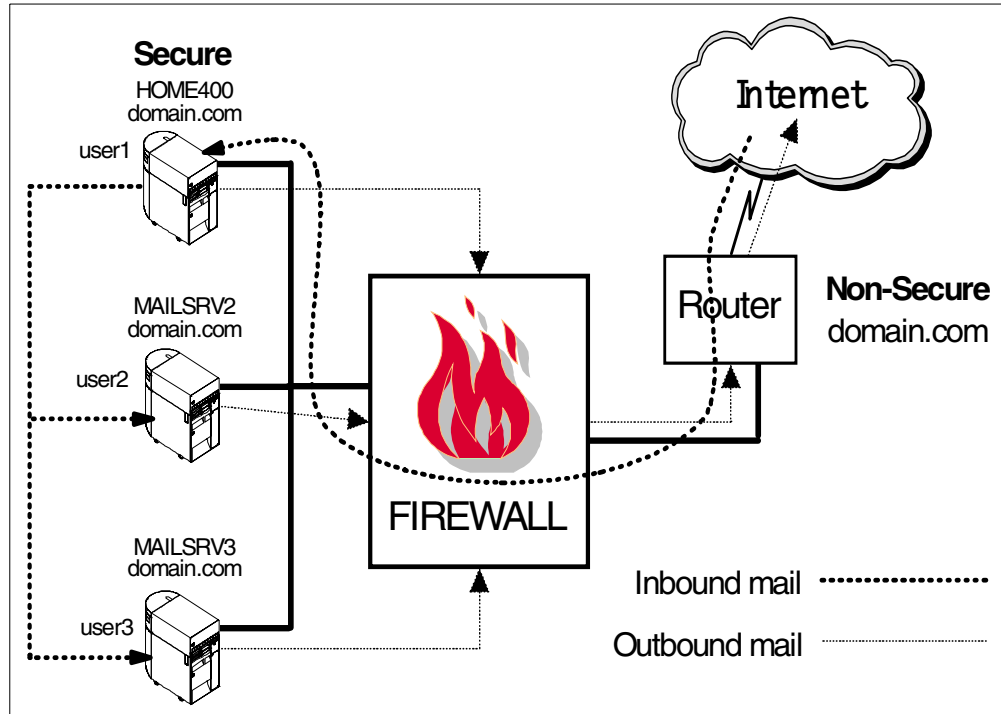 Secure
HOME400
domain.com
user1
MAILSRV2
domain.com
user2
MAILSRV3
domain.com
user3
FIREWALL
Internet
Router
Non-Secure
domain.com
Inbound mail
Outbound mail